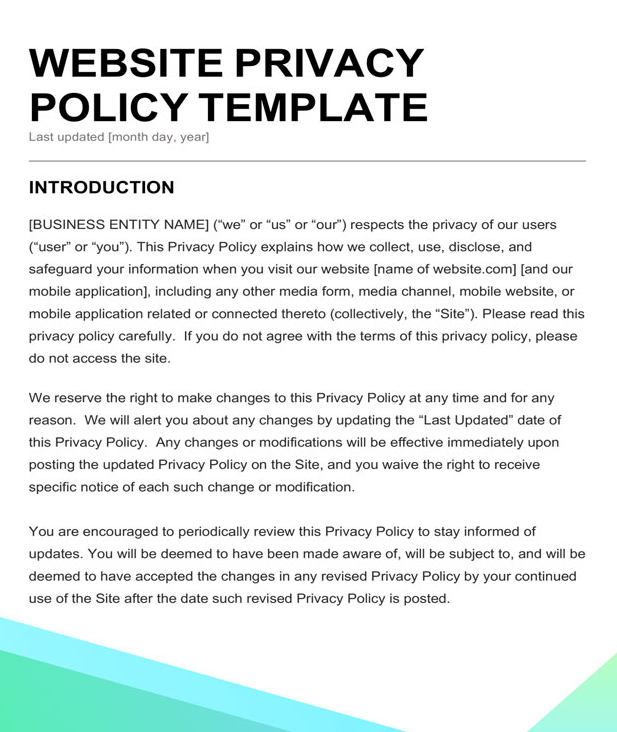 WEBSITE PRIVACY
POLICY TEMPLATE
Last updated [month day, year]
INTRODUCTION
[BUSINESS ENTITY NAME] (“we” or “us” or “our”) respects the privacy of our users
(“user” or “you”). This Privacy Policy explains how we collect, use, disclose, and
safeguard your information when you visit our website [name of website.com] [and our
mobile application], including any other media form, media channel, mobile website, or
mobile application related or connected thereto (collectively, the “Site”). Please read this
privacy policy carefully.  If you do not agree with the terms of this privacy policy, please
do not access the site.
We reserve the right to make changes to this Privacy Policy at any time and for any
reason.  We will alert you about any changes by updating the “Last Updated” date of
this Privacy Policy.  Any changes or modifications will be effective immediately upon
posting the updated Privacy Policy on the Site, and you waive the right to receive
specific notice of each such change or modification.
You are encouraged to periodically review this Privacy Policy to stay informed of
updates. You will be deemed to have been made aware of, will be subject to, and will be
deemed to have accepted the changes in any revised Privacy Policy by your continued
use of the Site after the date such revised Privacy Policy is posted.